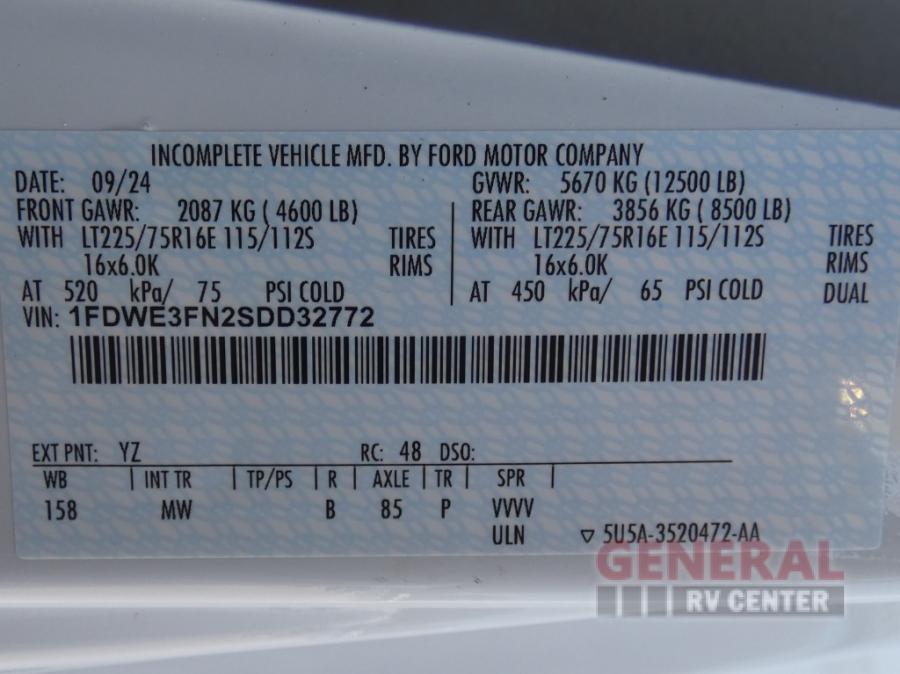 INCOMPLETE VEHICLE MFD. BY FORD MOTOR COMPANY
DATE: 09/24 GVWR: 5670 KG (12500 LB)
FRONT GAWR: 2087 KG ( 4600 LB) REAR GAWR: 3856 KG ( 8500 LB)
WITH LT225/75R16E 115/112S TIRES WITH LT225/75R16E 115/112S TIRES
16x6.0K RIMS 16x6.0K RIMS
AT 520 kPa/ 75 PSI COLD AT 450 kPa/ 65 PSI COLD DUAL
VIN: 1FDWE3FN2SDD32772
EXT PNT: YZ RC: 48 DSO:
WB | INT TR | TP/PS | R | AXLE | TR | SPR |
158 MW B 85 P VVVV
ULN ▽ 5U5A-3520472-AA
GENERAL
RV CENTER